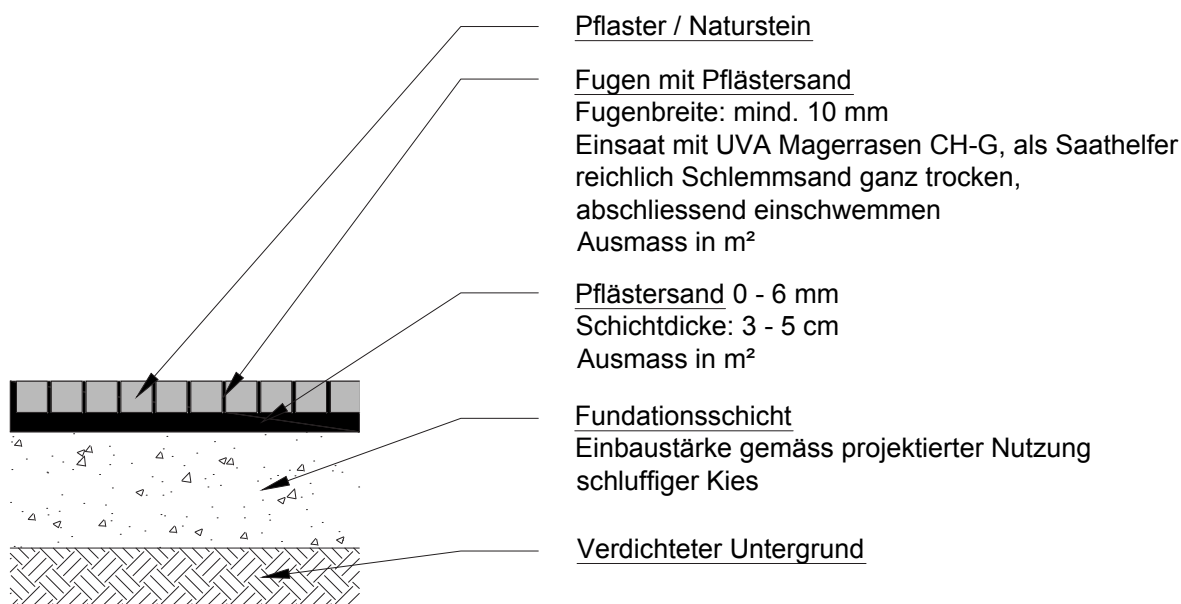 Pflaster / Naturstein
Fugen mit Pflästersand
Fugenbreite: mind. 10 mm
Einsaat mit UVA Magerrasen CH-G, als Saathelfer
reichlich Schlemmsand ganz trocken,
abschliessend einschwemmen
Ausmass in m²
Pflästersand 0 - 6 mm
Schichtdicke: 3 - 5 cm
Ausmass in m²
Fundationsschicht
Einbaustärke gemäss projektierter Nutzung
schluffiger Kies
Verdichteter Untergrund